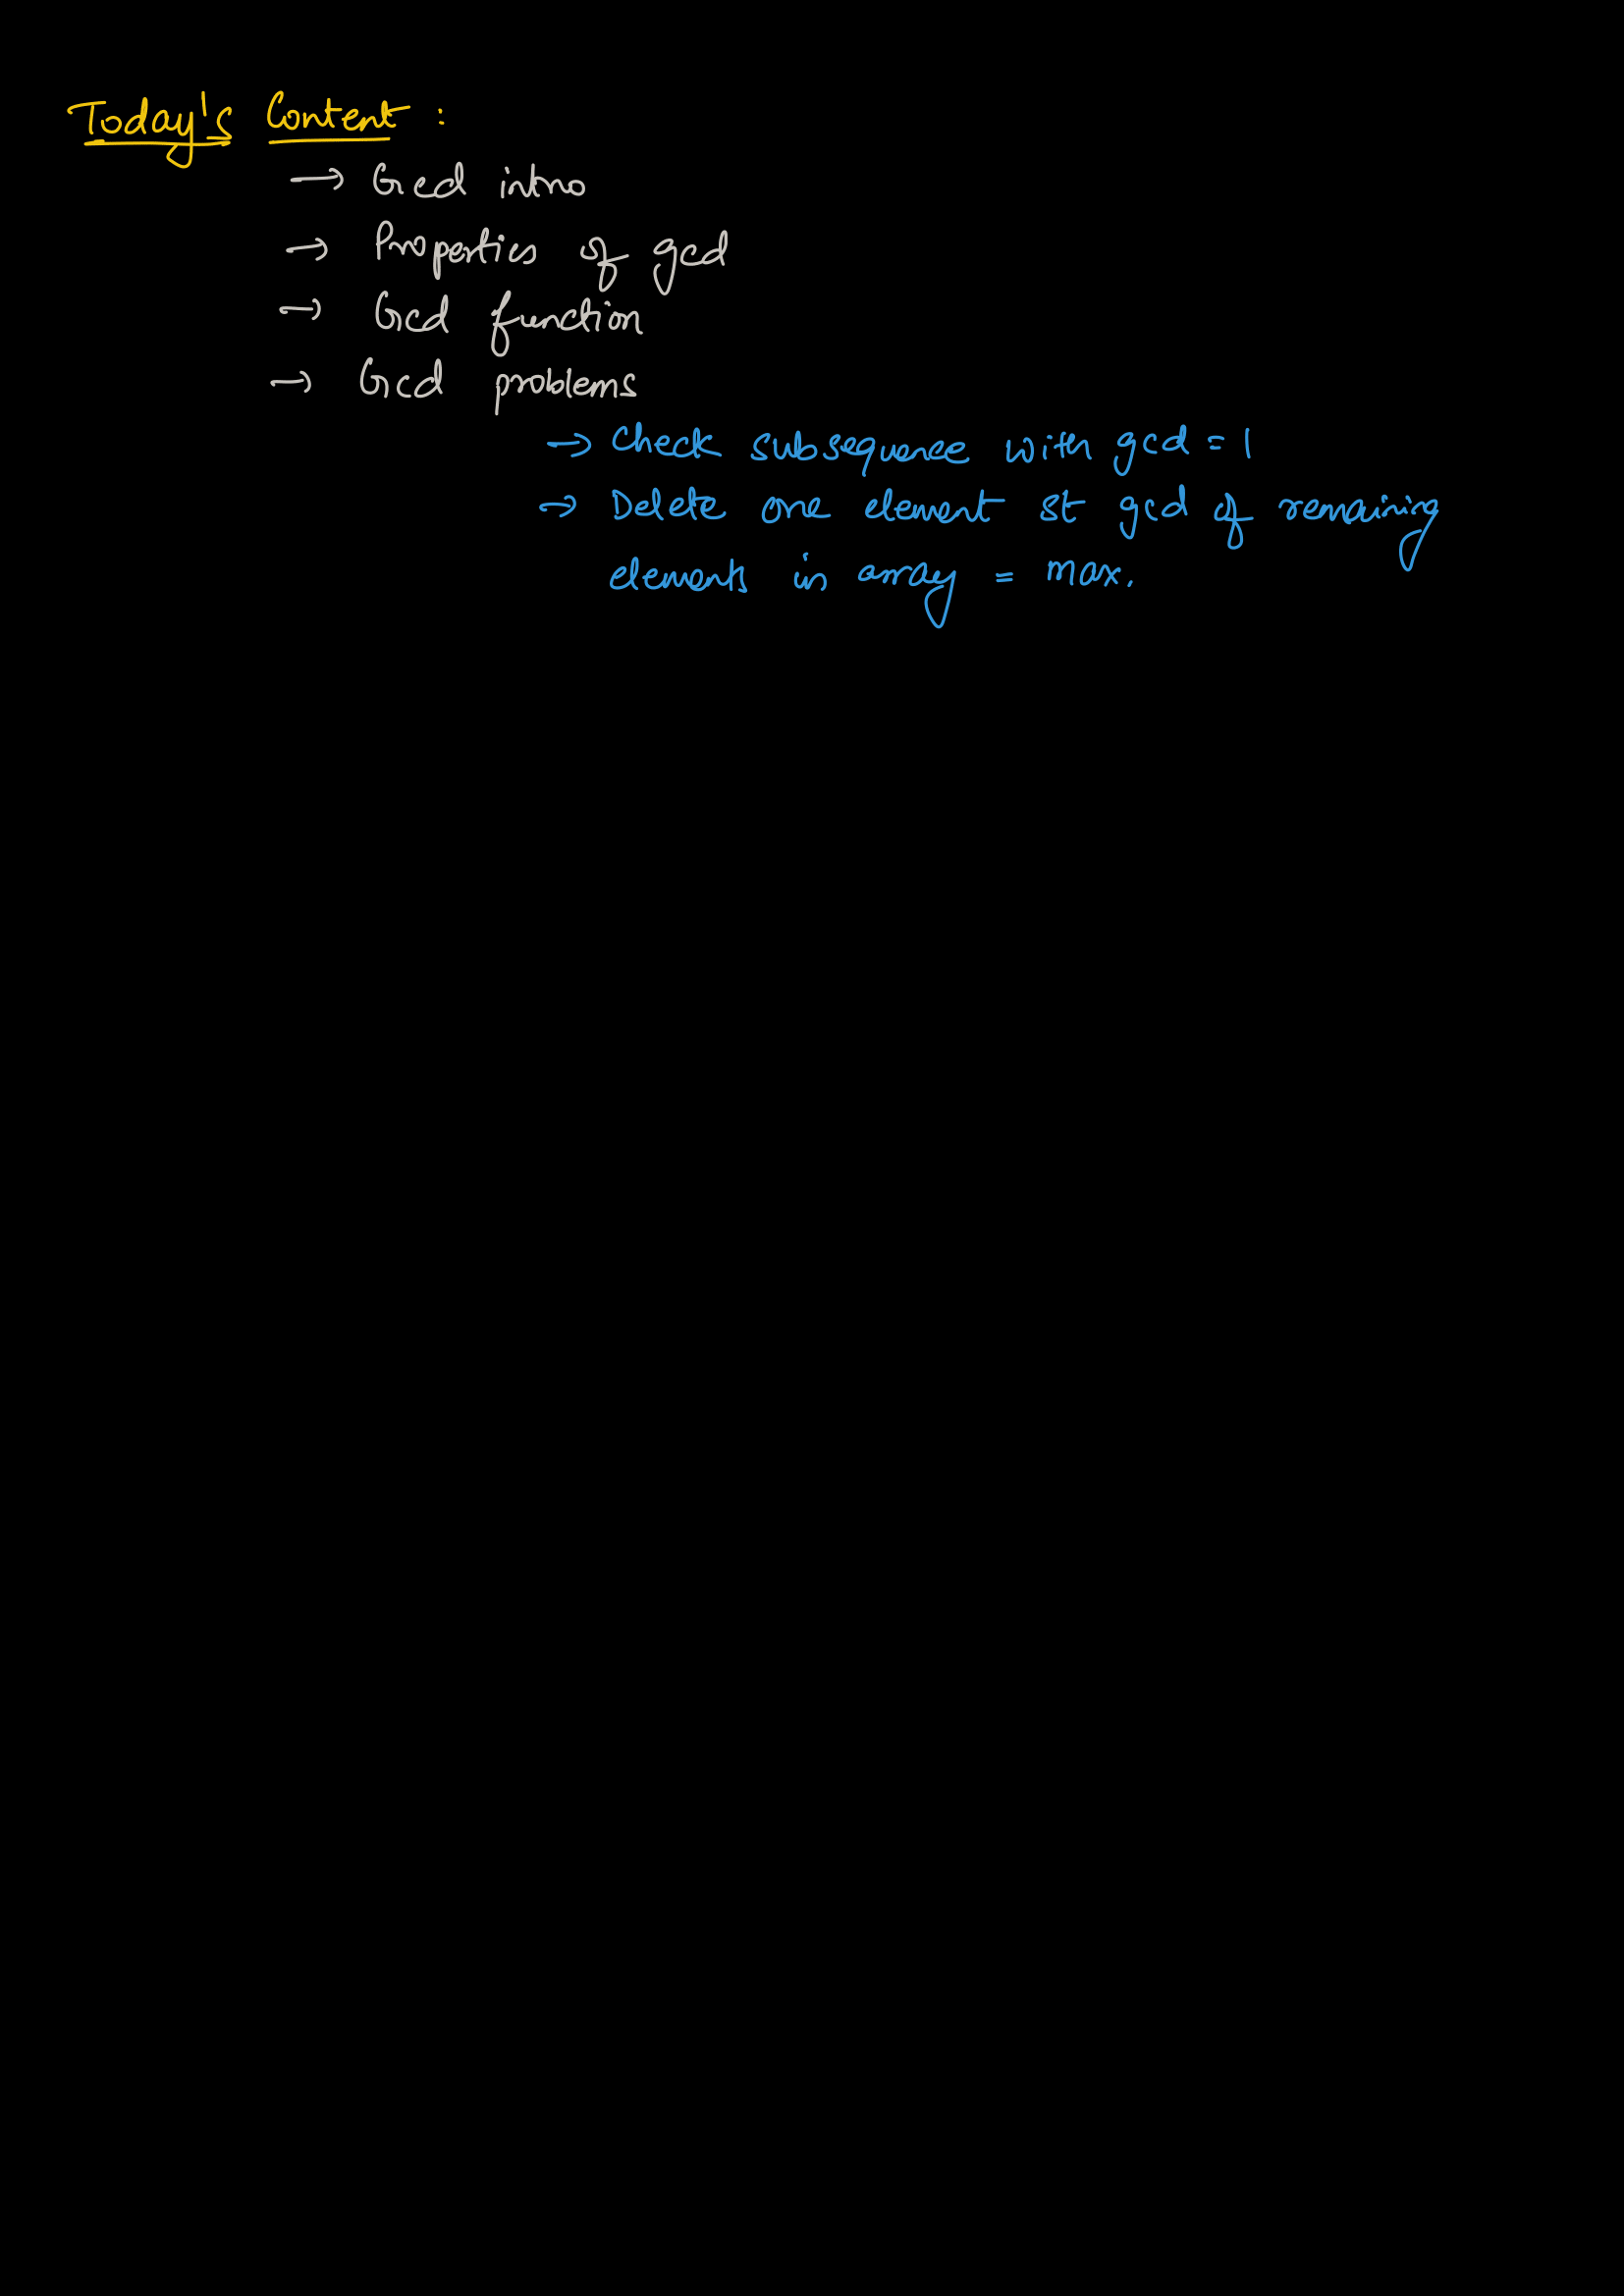 Today's Content :
→ Gcd intro
→ Properties of gcd
→ Gcd function
→ Gcd problems
→ Check subsequence with gcd = 1
→ Delete one element st gcd of remaining
elements in array = max.